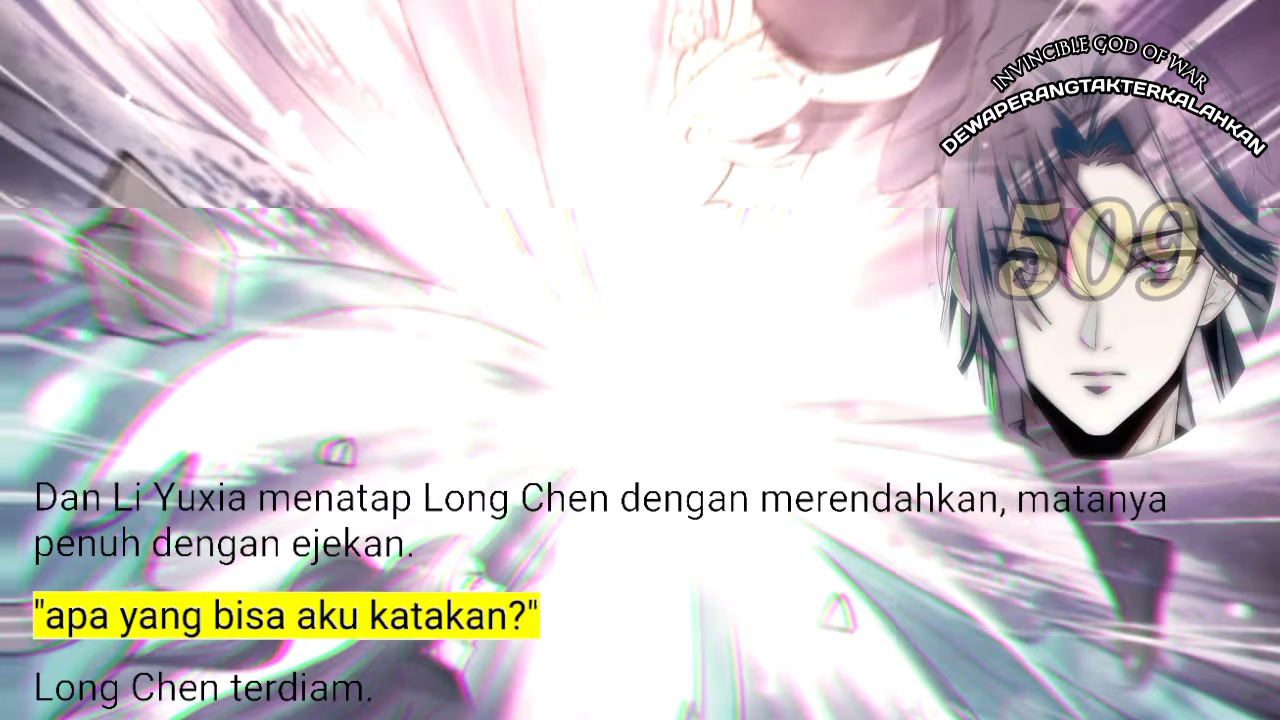 INVINCIBLE GOD OF WAR
DEWAPERANGTAKTERKALAHKAN
509
Dan Li Yuxia menatap Long Chen dengan merendahkan, matanya
penuh dengan ejekan.
"apa yang bisa aku katakan?"
Long Chen terdiam.